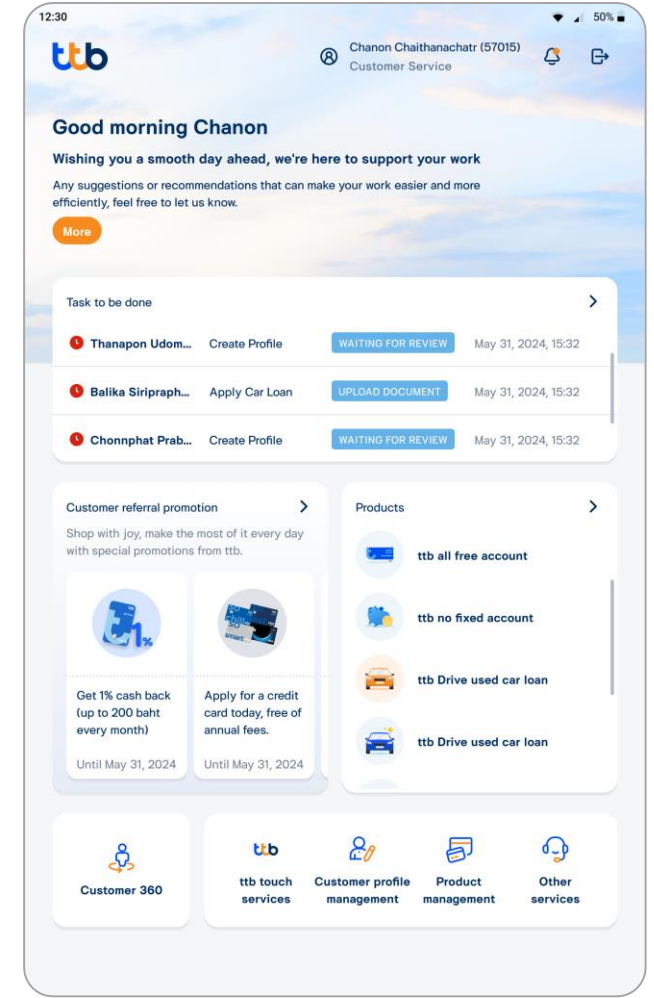 12:30
50%
ttb
Chanon Chaithanachatr (57015)
Customer Service
Good morning Chanon
Wishing you a smooth day ahead, we're here to support your work
Any suggestions or recommendations that can make your work easier and more
efficiently, feel free to let us know.
More
Task to be done
Thanapon Udom... Create Profile WAITING FOR REVIEW May 31, 2024, 15:32
Balika Siripraph... Apply Car Loan UPLOAD DOCUMENT May 31, 2024, 15:32
Chonnphat Prab... Create Profile WAITING FOR REVIEW May 31, 2024, 15:32
Customer referral promotion
Shop with joy, make the most of it every day
with special promotions from ttb.
1%
Get 1% cash back
(up to 200 baht
every month)
Until May 31, 2024
so
chill
smart
Apply for a credit
card today, free of
annual fees.
Until May 31, 2024
Products
ttb all free account
ttb no fixed account
ttb Drive used car loan
ttb Drive used car loan
Customer 360
ttb
ttb touch
services
Customer profile
management
Product
management
Other
services